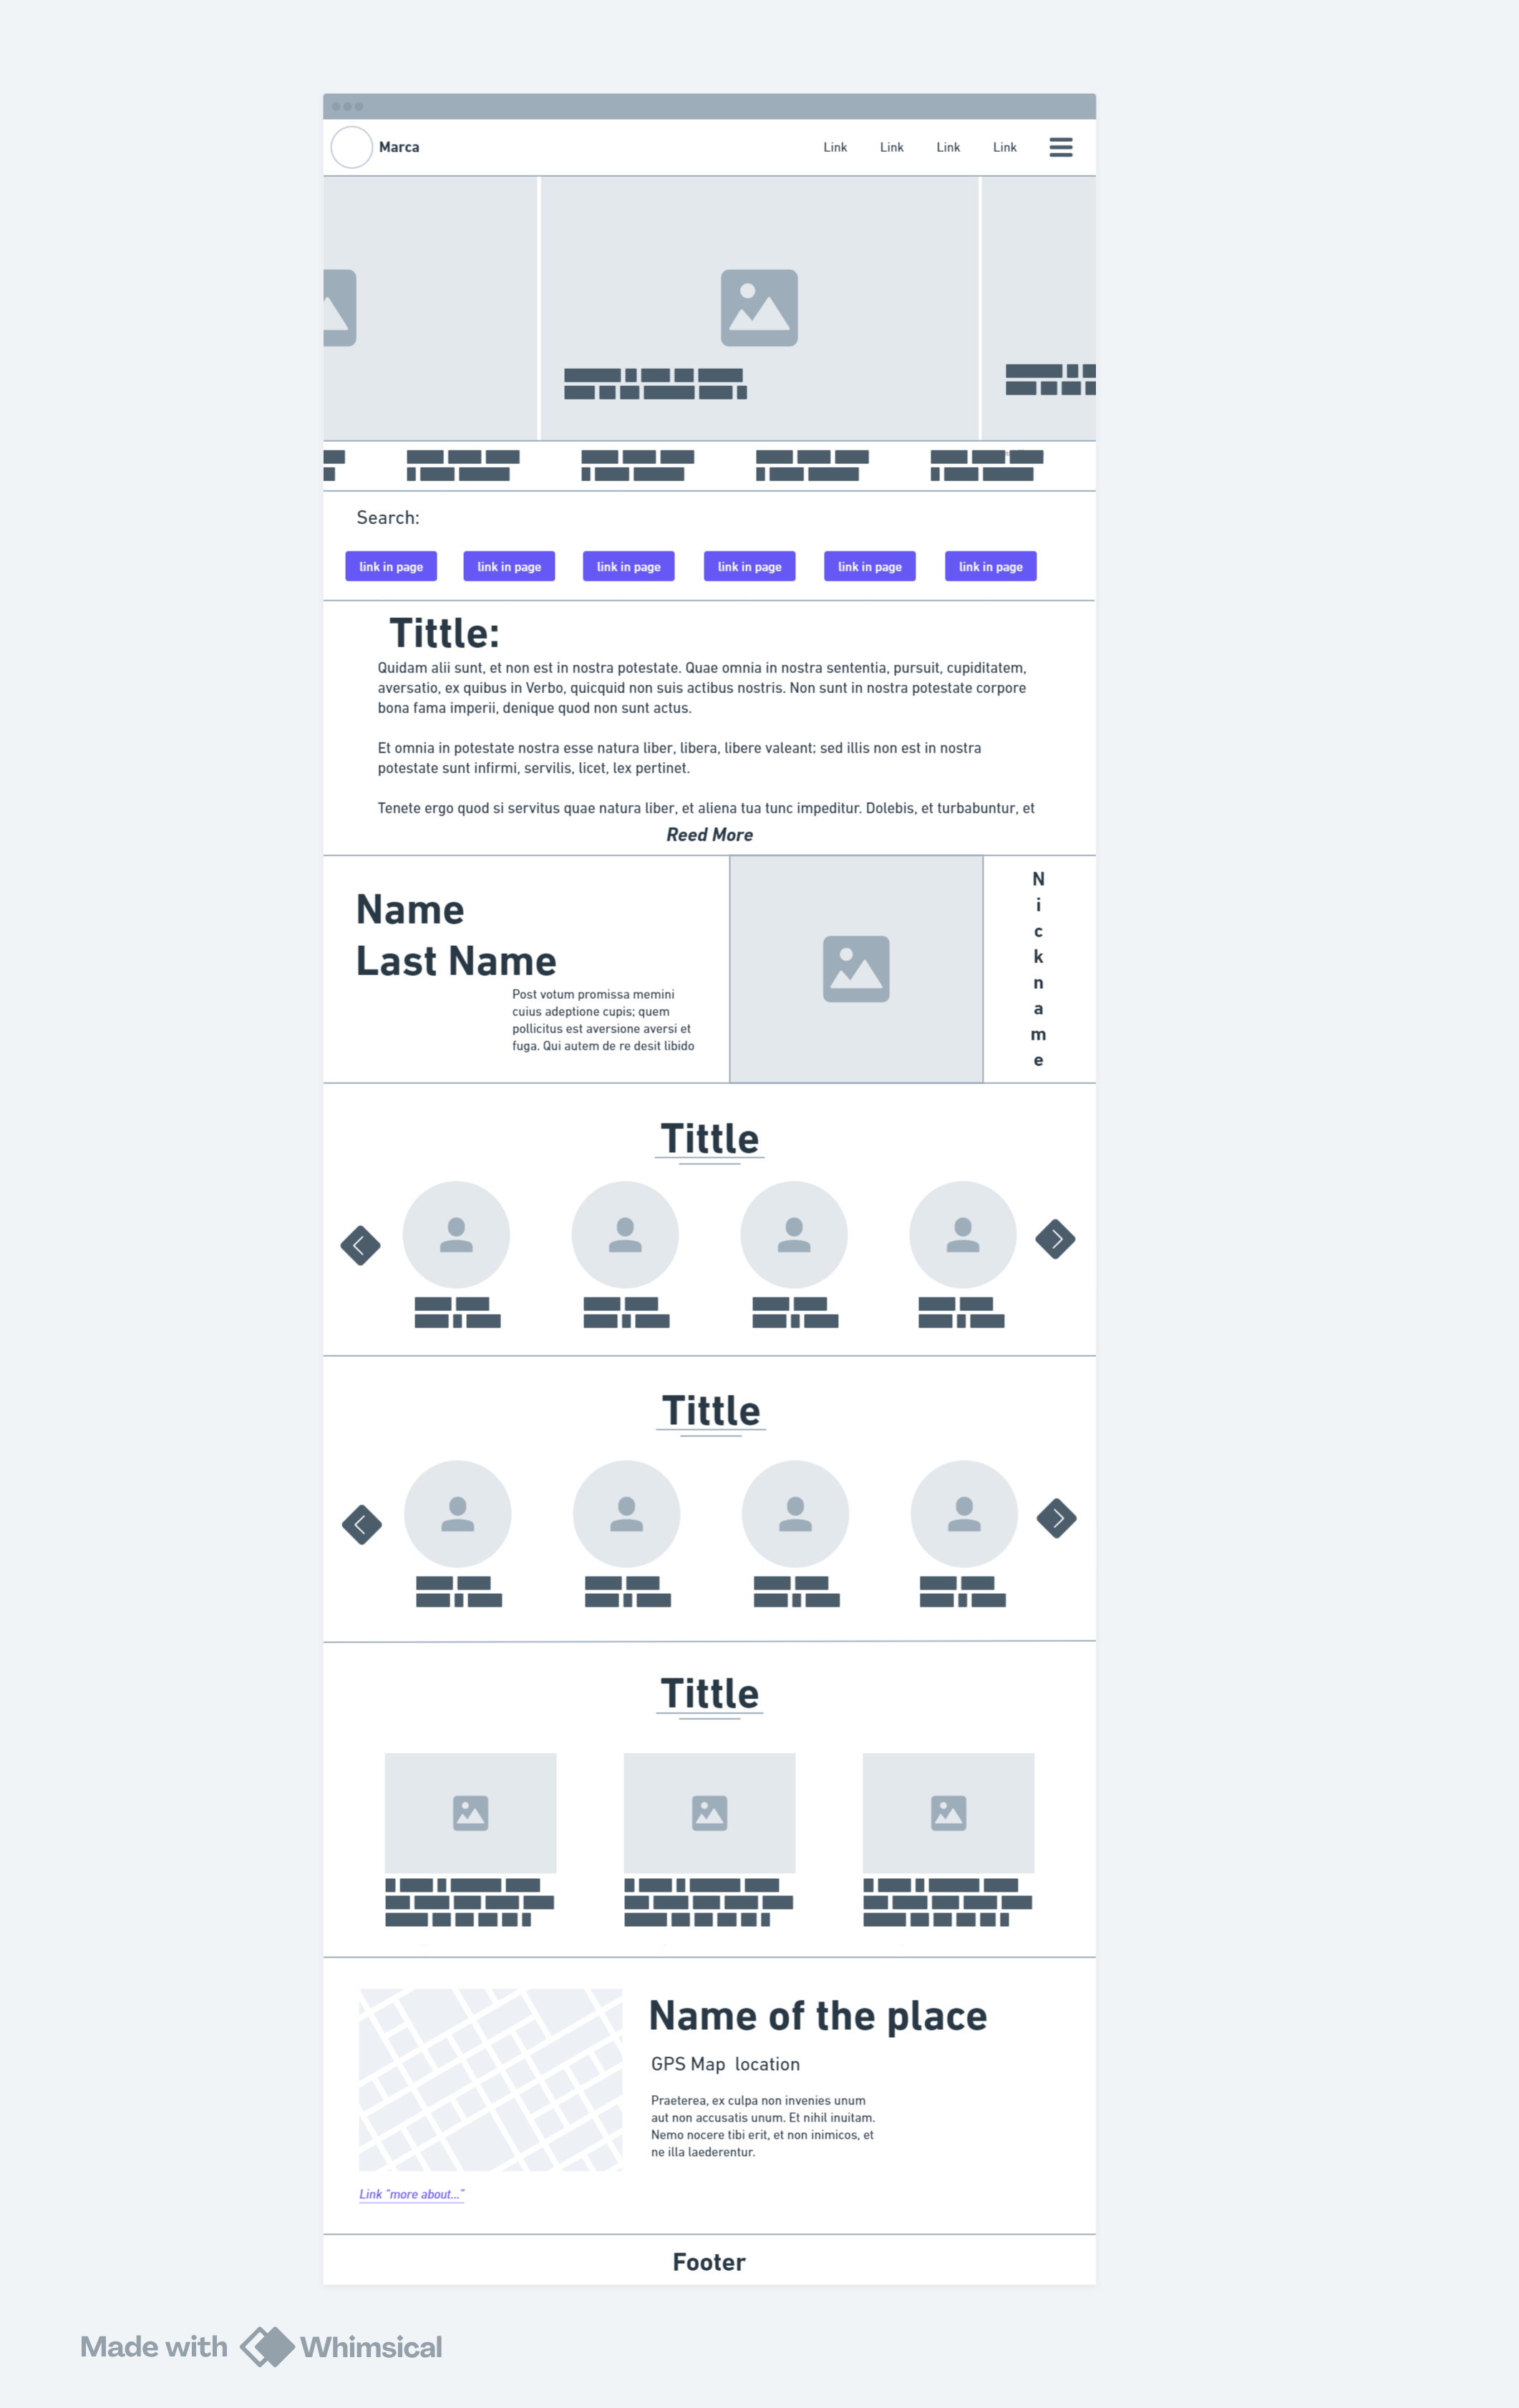 Marca
Link Link Link Link
Search:
link in page link in page link in page link in page link in page link in page
Tittle:
Quidam alii sunt, et non est in nostra potestate. Quae omnia in nostra sententia, pursuit, cupiditatem,
aversatio, ex quibus in Verbo, quicquid non suis actibus nostris. Non sunt in nostra potestate corpore
bona fama imperii, denique quod non sunt actus.
Et omnia in potestate nostra esse natura liber, libera, libere valeant; sed illis non est in nostra
potestate sunt infirmi, servilis, licet, lex pertinet.
Tenete ergo quod si servitus quae natura liber, et aliena tua tunc impeditur. Dolebis, et turbabuntur, et
Reed More
Name
Last Name
Post votum promissa memini
cuius adeptione cupis; quem
pollicitus est aversione aversi et
fuga. Qui autem de re desit libido
N
i
c
k
n
a
m
e
Tittle
Tittle
Tittle
Name of the place
GPS Map location
Praeterea, ex culpa non invenies unum
aut non accusatis unum. Et nihil inuitam.
Nemo nocere tibi erit, et non inimicos, et
ne illa laederentur.
Link "more about..."
Footer
Made with Whimsical